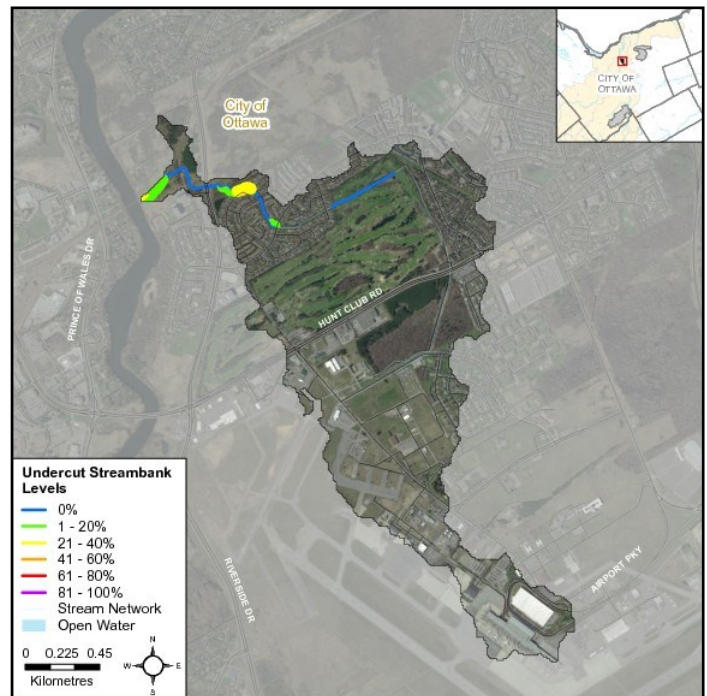 City of
Ottawa
CITY OF
OTTAWA
PRINCE OF WALES DR
HUNT CLUB RD
RIVERSIDE DR
AIRPORT PKY
Undercut Streambank
Levels
0%
1 - 20%
21 - 40%
41 - 60%
61 - 80%
81 - 100%
Stream Network
Open Water
0 0.225 0.45
Kilometres
N
W E
S